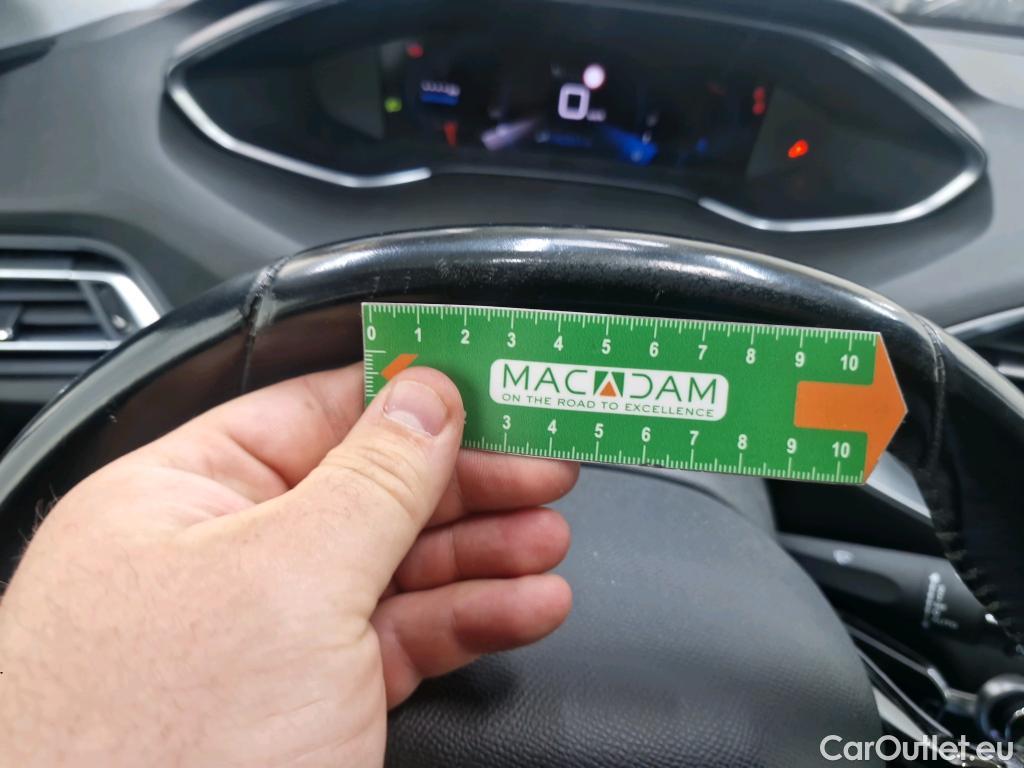 0
0 1 2 3 4 5 6 7 8 9 10
MACADAM
ON THE ROAD TO EXCELLENCE
3 4 5 6 7 8 9 10
CarOutlet.eu